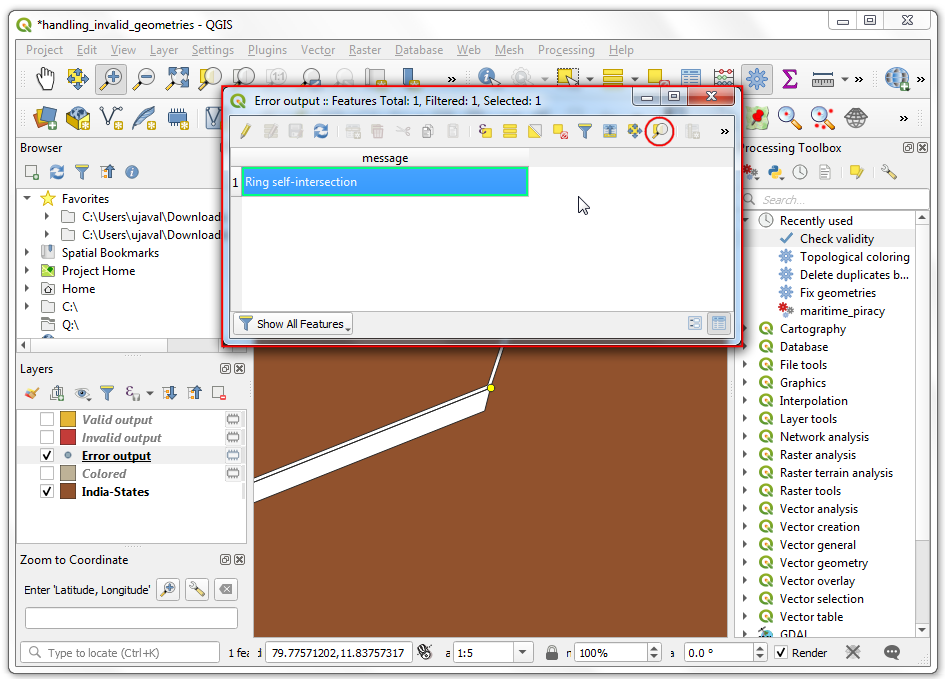 *handling_invalid_geometries - QGIS
Project Edit View Layer Settings Plugins Vector Raster Database Web Mesh Processing Help
Error output :: Features Total: 1, Filtered: 1, Selected: 1
message
1 Ring self-intersection
Show All Features
Browser
Favorites
C:\Users\ujaval\Download
C:\Users\ujaval\Download
Spatial Bookmarks
Project Home
Home
C:\
Q:\
Layers
Valid output
Invalid output
Error output
Colored
India-States
Zoom to Coordinate
Enter 'Latitude, Longitude'
rocessing Toolbox
Search...
Recently used
Check validity
Topological coloring
Delete duplicates b...
Fix geometries
maritime_piracy
Cartography
Database
File tools
Graphics
Interpolation
Layer tools
Network analysis
Raster analysis
Raster terrain analysis
Raster tools
Vector analysis
Vector creation
Vector general
Vector geometry
Vector overlay
Vector selection
Vector table
GDAL
Type to locate (Ctrl+K) 1 fea d 79.77571202,11.83757317 a 1:5 n 100% a 0.0 ° Render